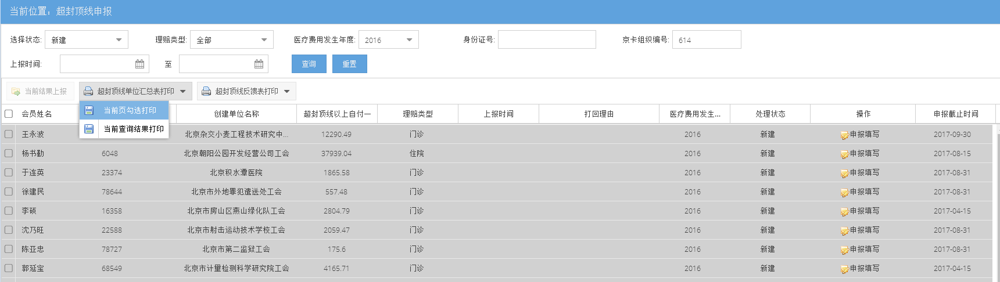 当前位置：超封顶线申报
选择状态: 新建 理赔类型: 全部 医疗费用发生年度: 2016 身份证号: 京卡组织编号: 614
上报时间: 至 查询 重置
当前结果上报 超封顶线单位汇总表打印 超封顶线反馈表打印
当前页勾选打印
当前查询结果打印
会员姓名 创建单位名称 超封顶线以上自付一 理赔类型 上报时间 打回理由 医疗费用发生... 处理状态 操作 申报截止时间
王永波 北京杂交小麦工程技术研究中... 12290.49 门诊 2016 新建 申报填写 2017-09-30
杨书勤 6048 北京朝阳公园开发经营公司工会 37939.04 住院 2016 新建 申报填写 2017-08-15
于连英 23374 北京积水潭医院 1865.58 门诊 2016 新建 申报填写 2017-08-31
徐建民 78644 北京市外地罪犯遣送处工会 557.48 门诊 2016 新建 申报填写 2017-08-31
李硕 16358 北京市房山区燕山绿化队工会 2804.79 门诊 2016 新建 申报填写 2017-04-15
沈乃旺 22588 北京市射击运动技术学校工会 2059.47 门诊 2016 新建 申报填写 2017-08-31
陈亚忠 78727 北京市第二监狱工会 175.6 门诊 2016 新建 申报填写 2017-08-31
郭延宝 68549 北京市计量检测科学研究院工会 4165.71 门诊 2016 新建 申报填写 2017-04-15